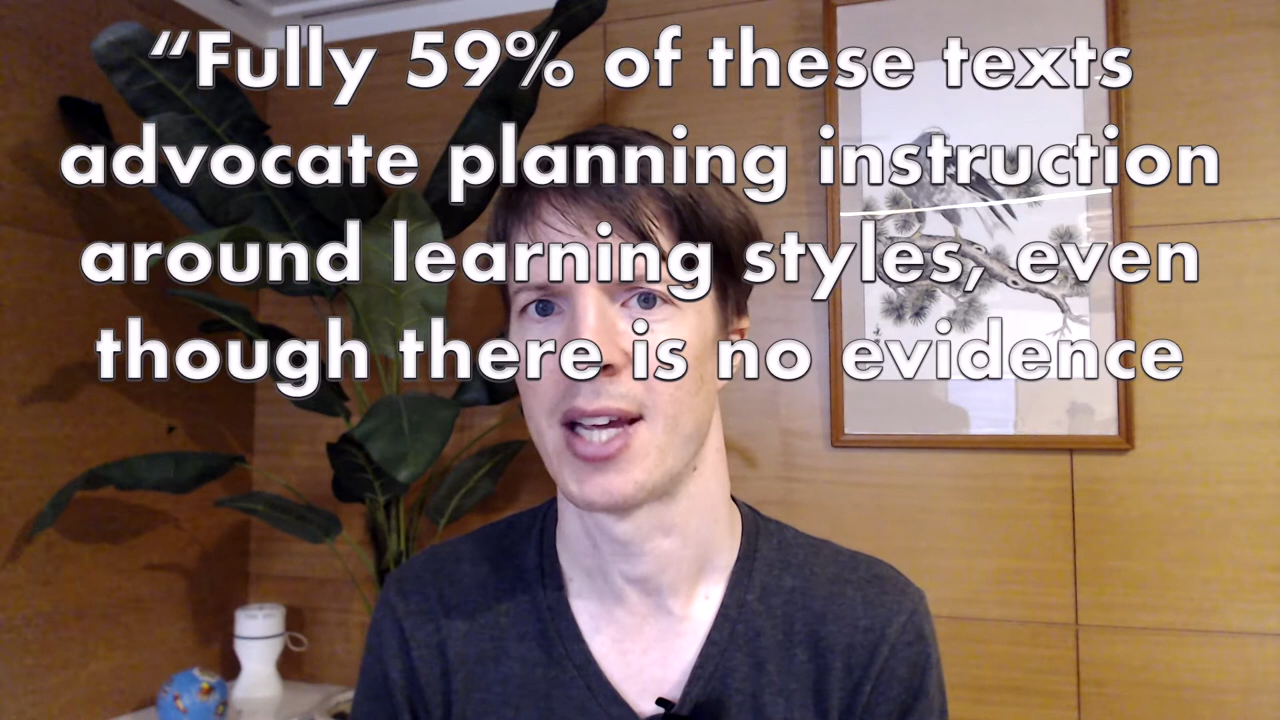 “Fully 59% of these texts
advocate planning instruction
around learning styles, even
though there is no evidence